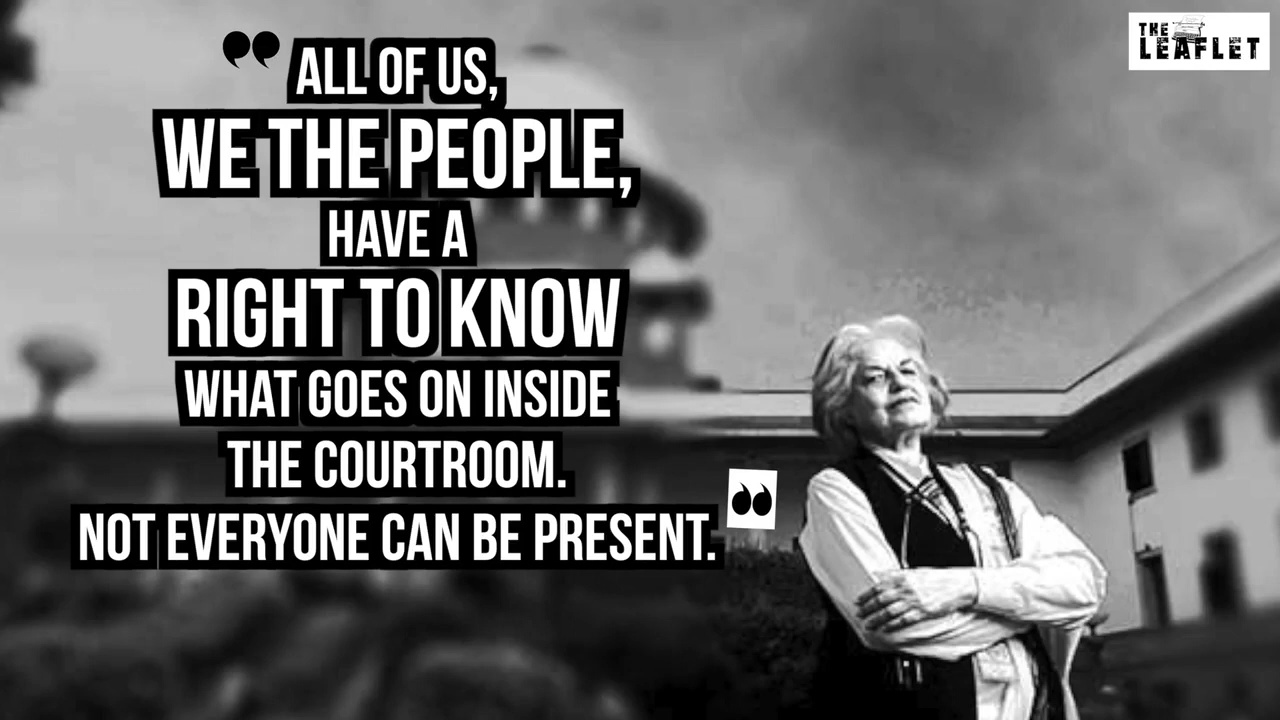 ❟❟ ALL OF US,
WE THE PEOPLE,
HAVE A
RIGHT TO KNOW
WHAT GOES ON INSIDE
THE COURTROOM.
NOT EVERYONE CAN BE PRESENT. ❛❛
THE
LEAFLET